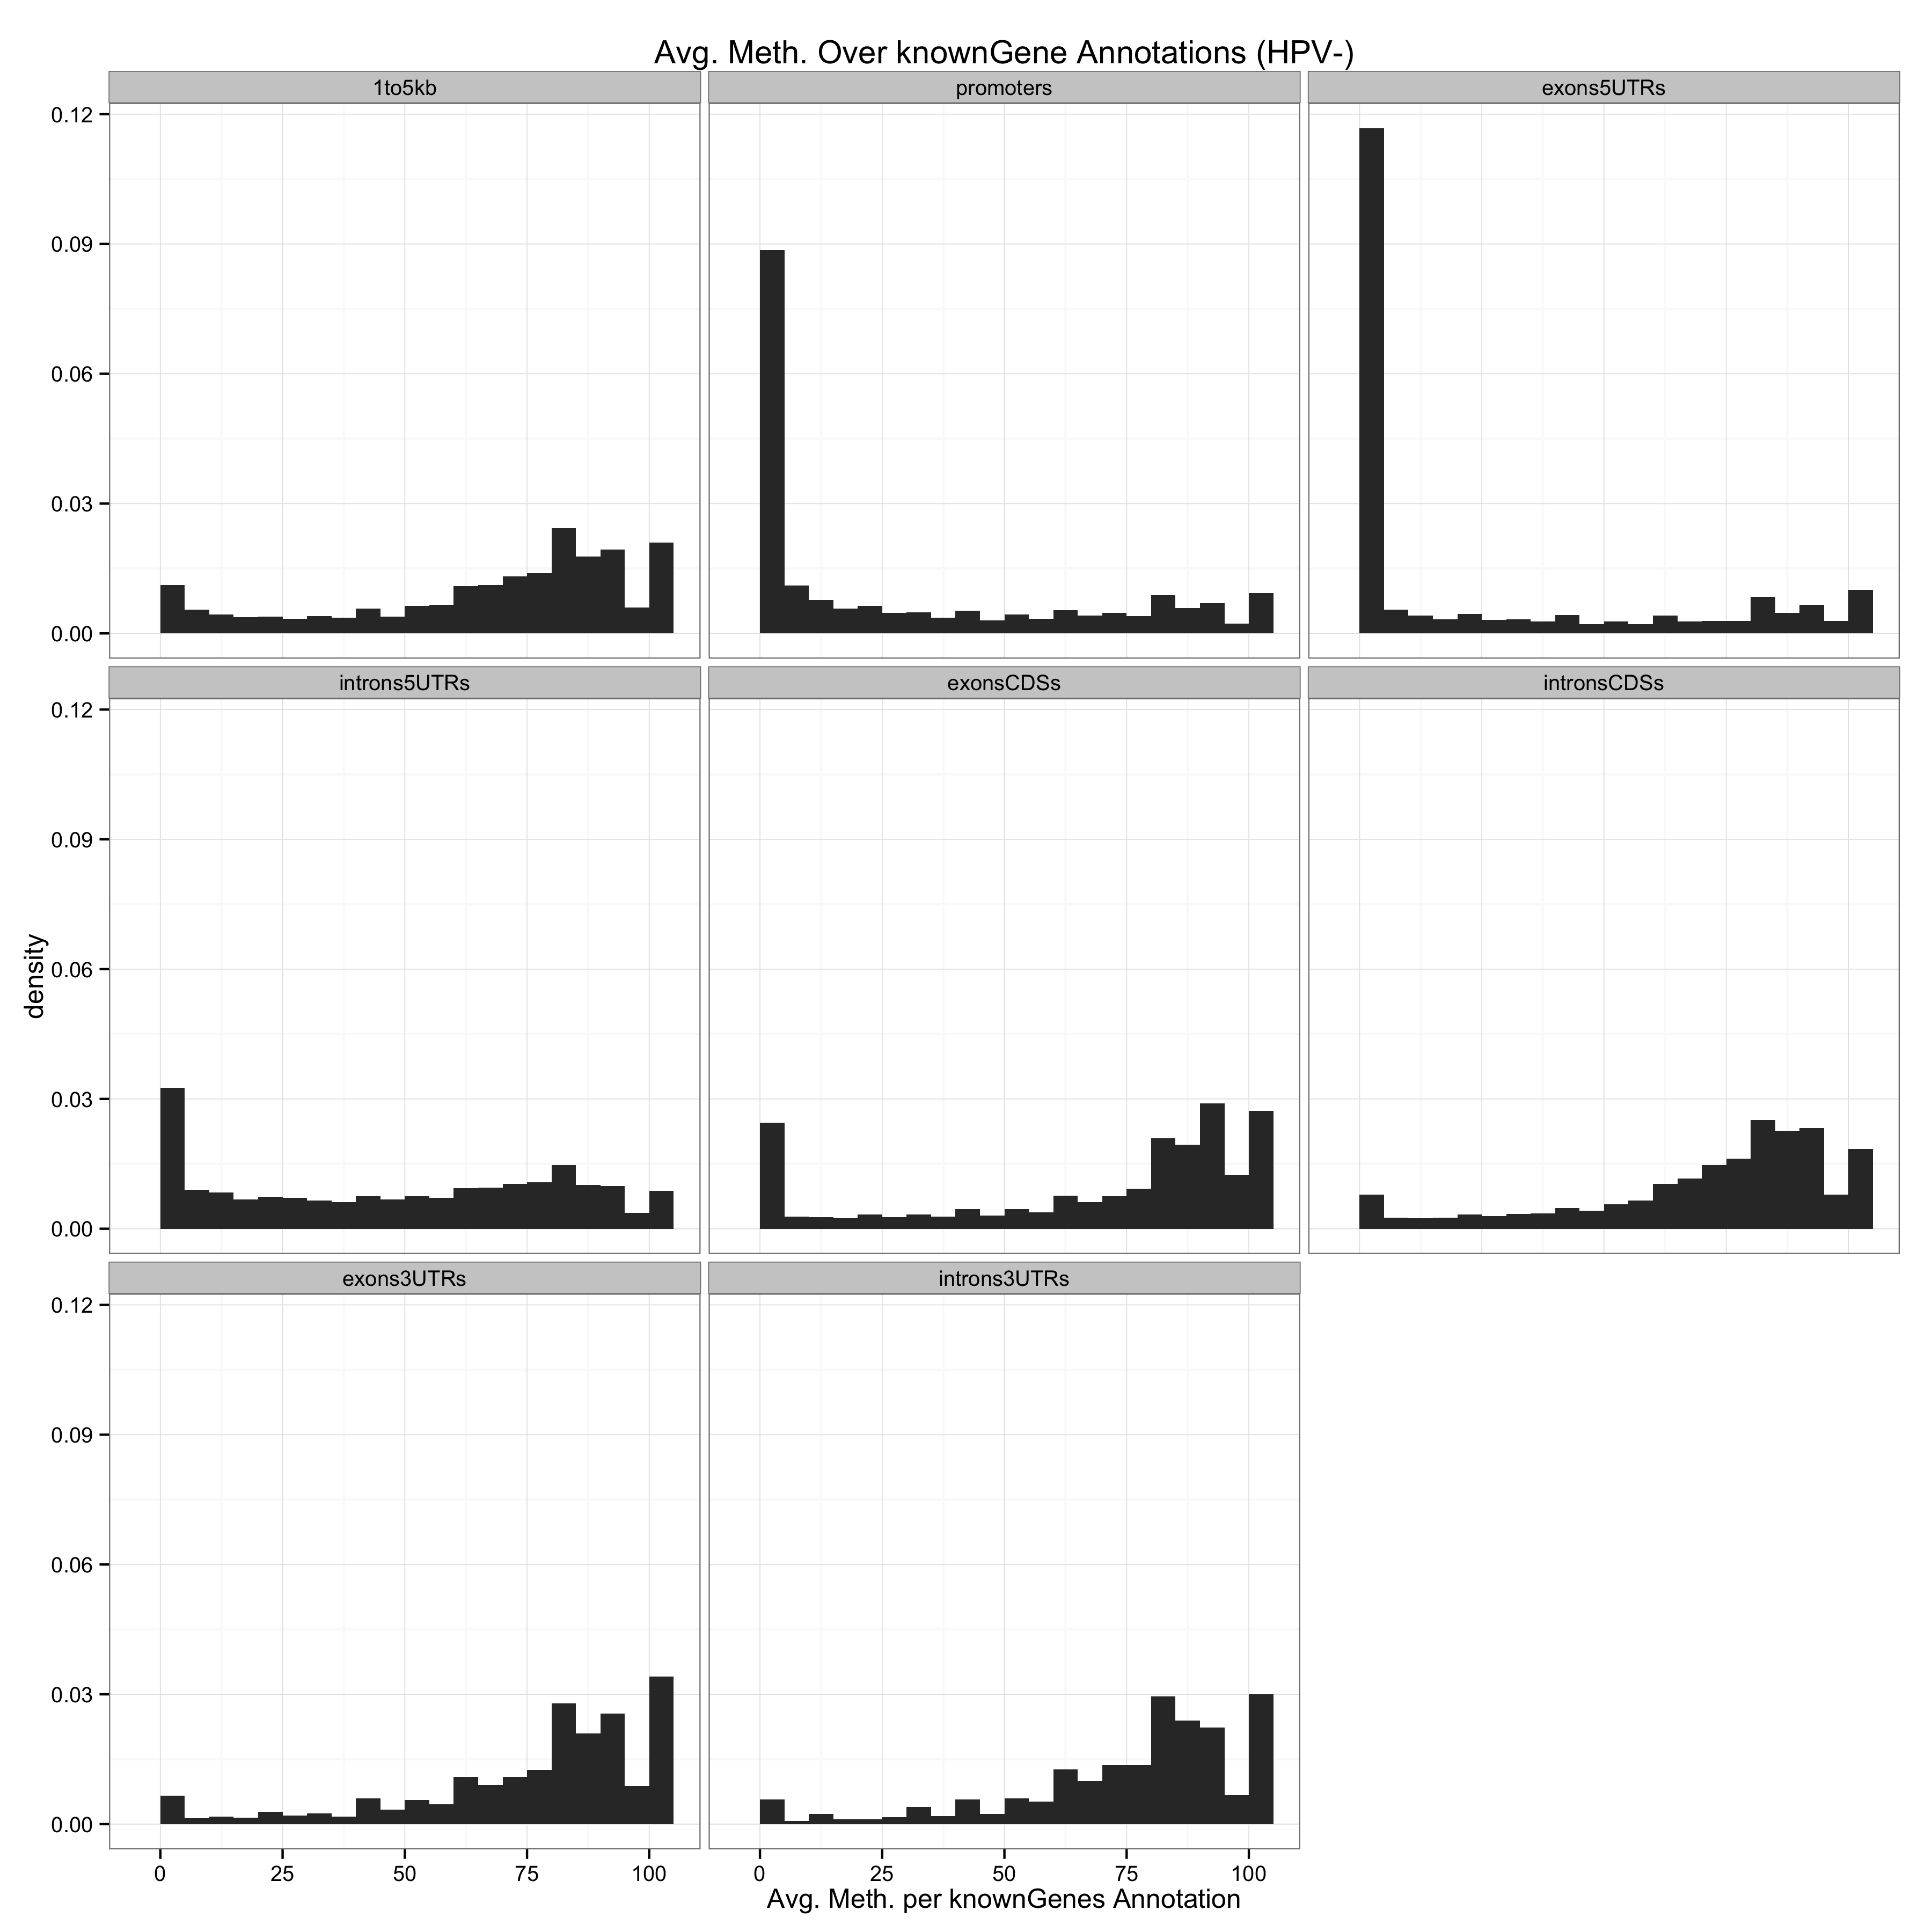 Avg. Meth. Over knownGene Annotations (HPV-)
1to5kb promoters exons5UTRs
0.12
0.09
0.06
0.03
0.00
introns5UTRs exonsCDSs intronsCDSs
0.12
0.09
0.06
0.03
0.00
density
exons3UTRs introns3UTRs
0.12
0.09
0.06
0.03
0.00
0 25 50 75 100 0 25 50 75 100
Avg. Meth. per knownGenes Annotation